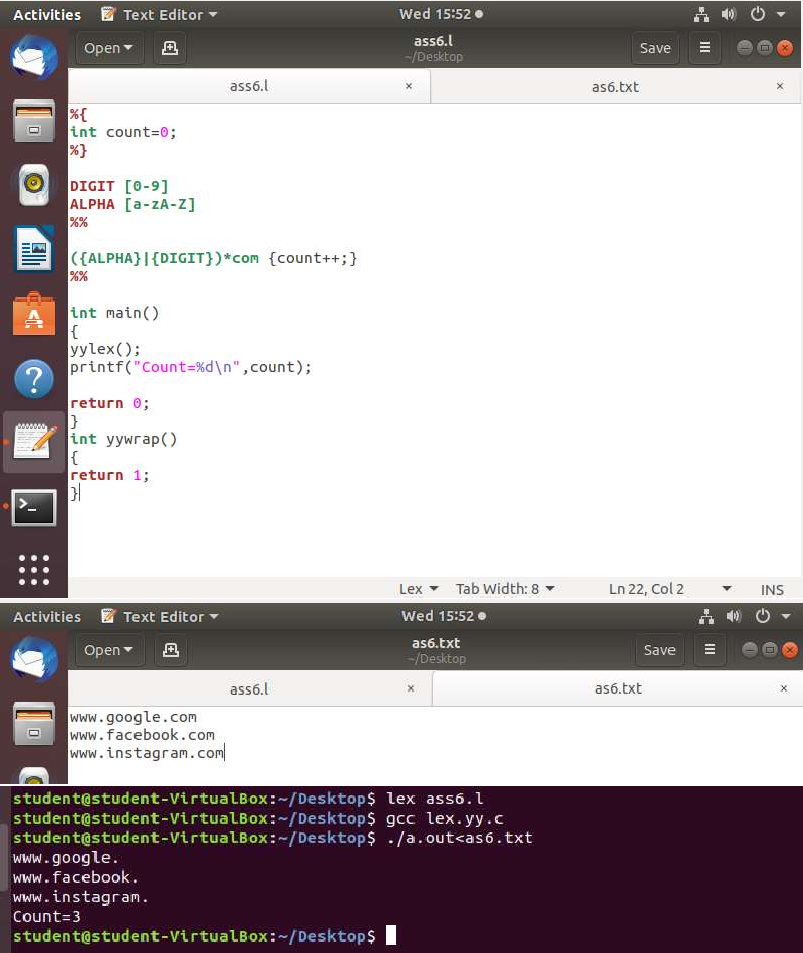 Activities Text Editor Wed 15:52
Open ass6.l Save
~/Desktop
ass6.l × as6.txt ×
%{
int count=0;
%}
DIGIT [0-9]
ALPHA [a-zA-Z]
%%
({ALPHA}|{DIGIT})*com {count++;}
%%
int main()
{
yylex();
printf("Count=%d\n",count);
return 0;
}
int yywrap()
{
return 1;
}
Lex Tab Width: 8 Ln 22, Col 2 INS
Activities Text Editor Wed 15:52
Open as6.txt Save
~/Desktop
ass6.l × as6.txt ×
www.google.com
www.facebook.com
www.instagram.com
student@student-VirtualBox:~/Desktop$ lex ass6.l
student@student-VirtualBox:~/Desktop$ gcc lex.yy.c
student@student-VirtualBox:~/Desktop$ ./a.out<as6.txt
www.google.
www.facebook.
www.instagram.
Count=3
student@student-VirtualBox:~/Desktop$